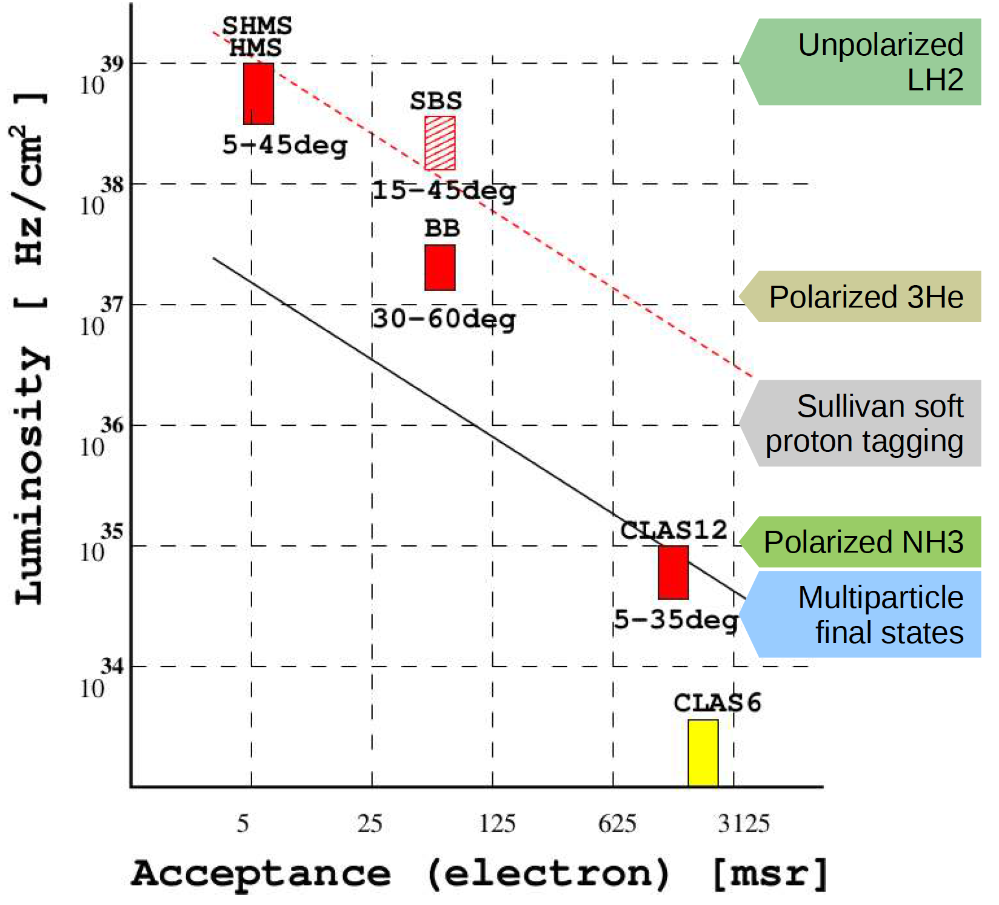 SHMS
HMS
5-45deg
SBS
15-45deg
BB
30-60deg
CLAS12
5-35deg
CLAS6
10^39
10^38
10^37
10^36
10^35
10^34
Luminosity [ Hz/cm² ]
5 25 125 625 3125
Acceptance (electron) [msr]
Unpolarized
LH2
Polarized 3He
Sullivan soft
proton tagging
Polarized NH3
Multiparticle
final states